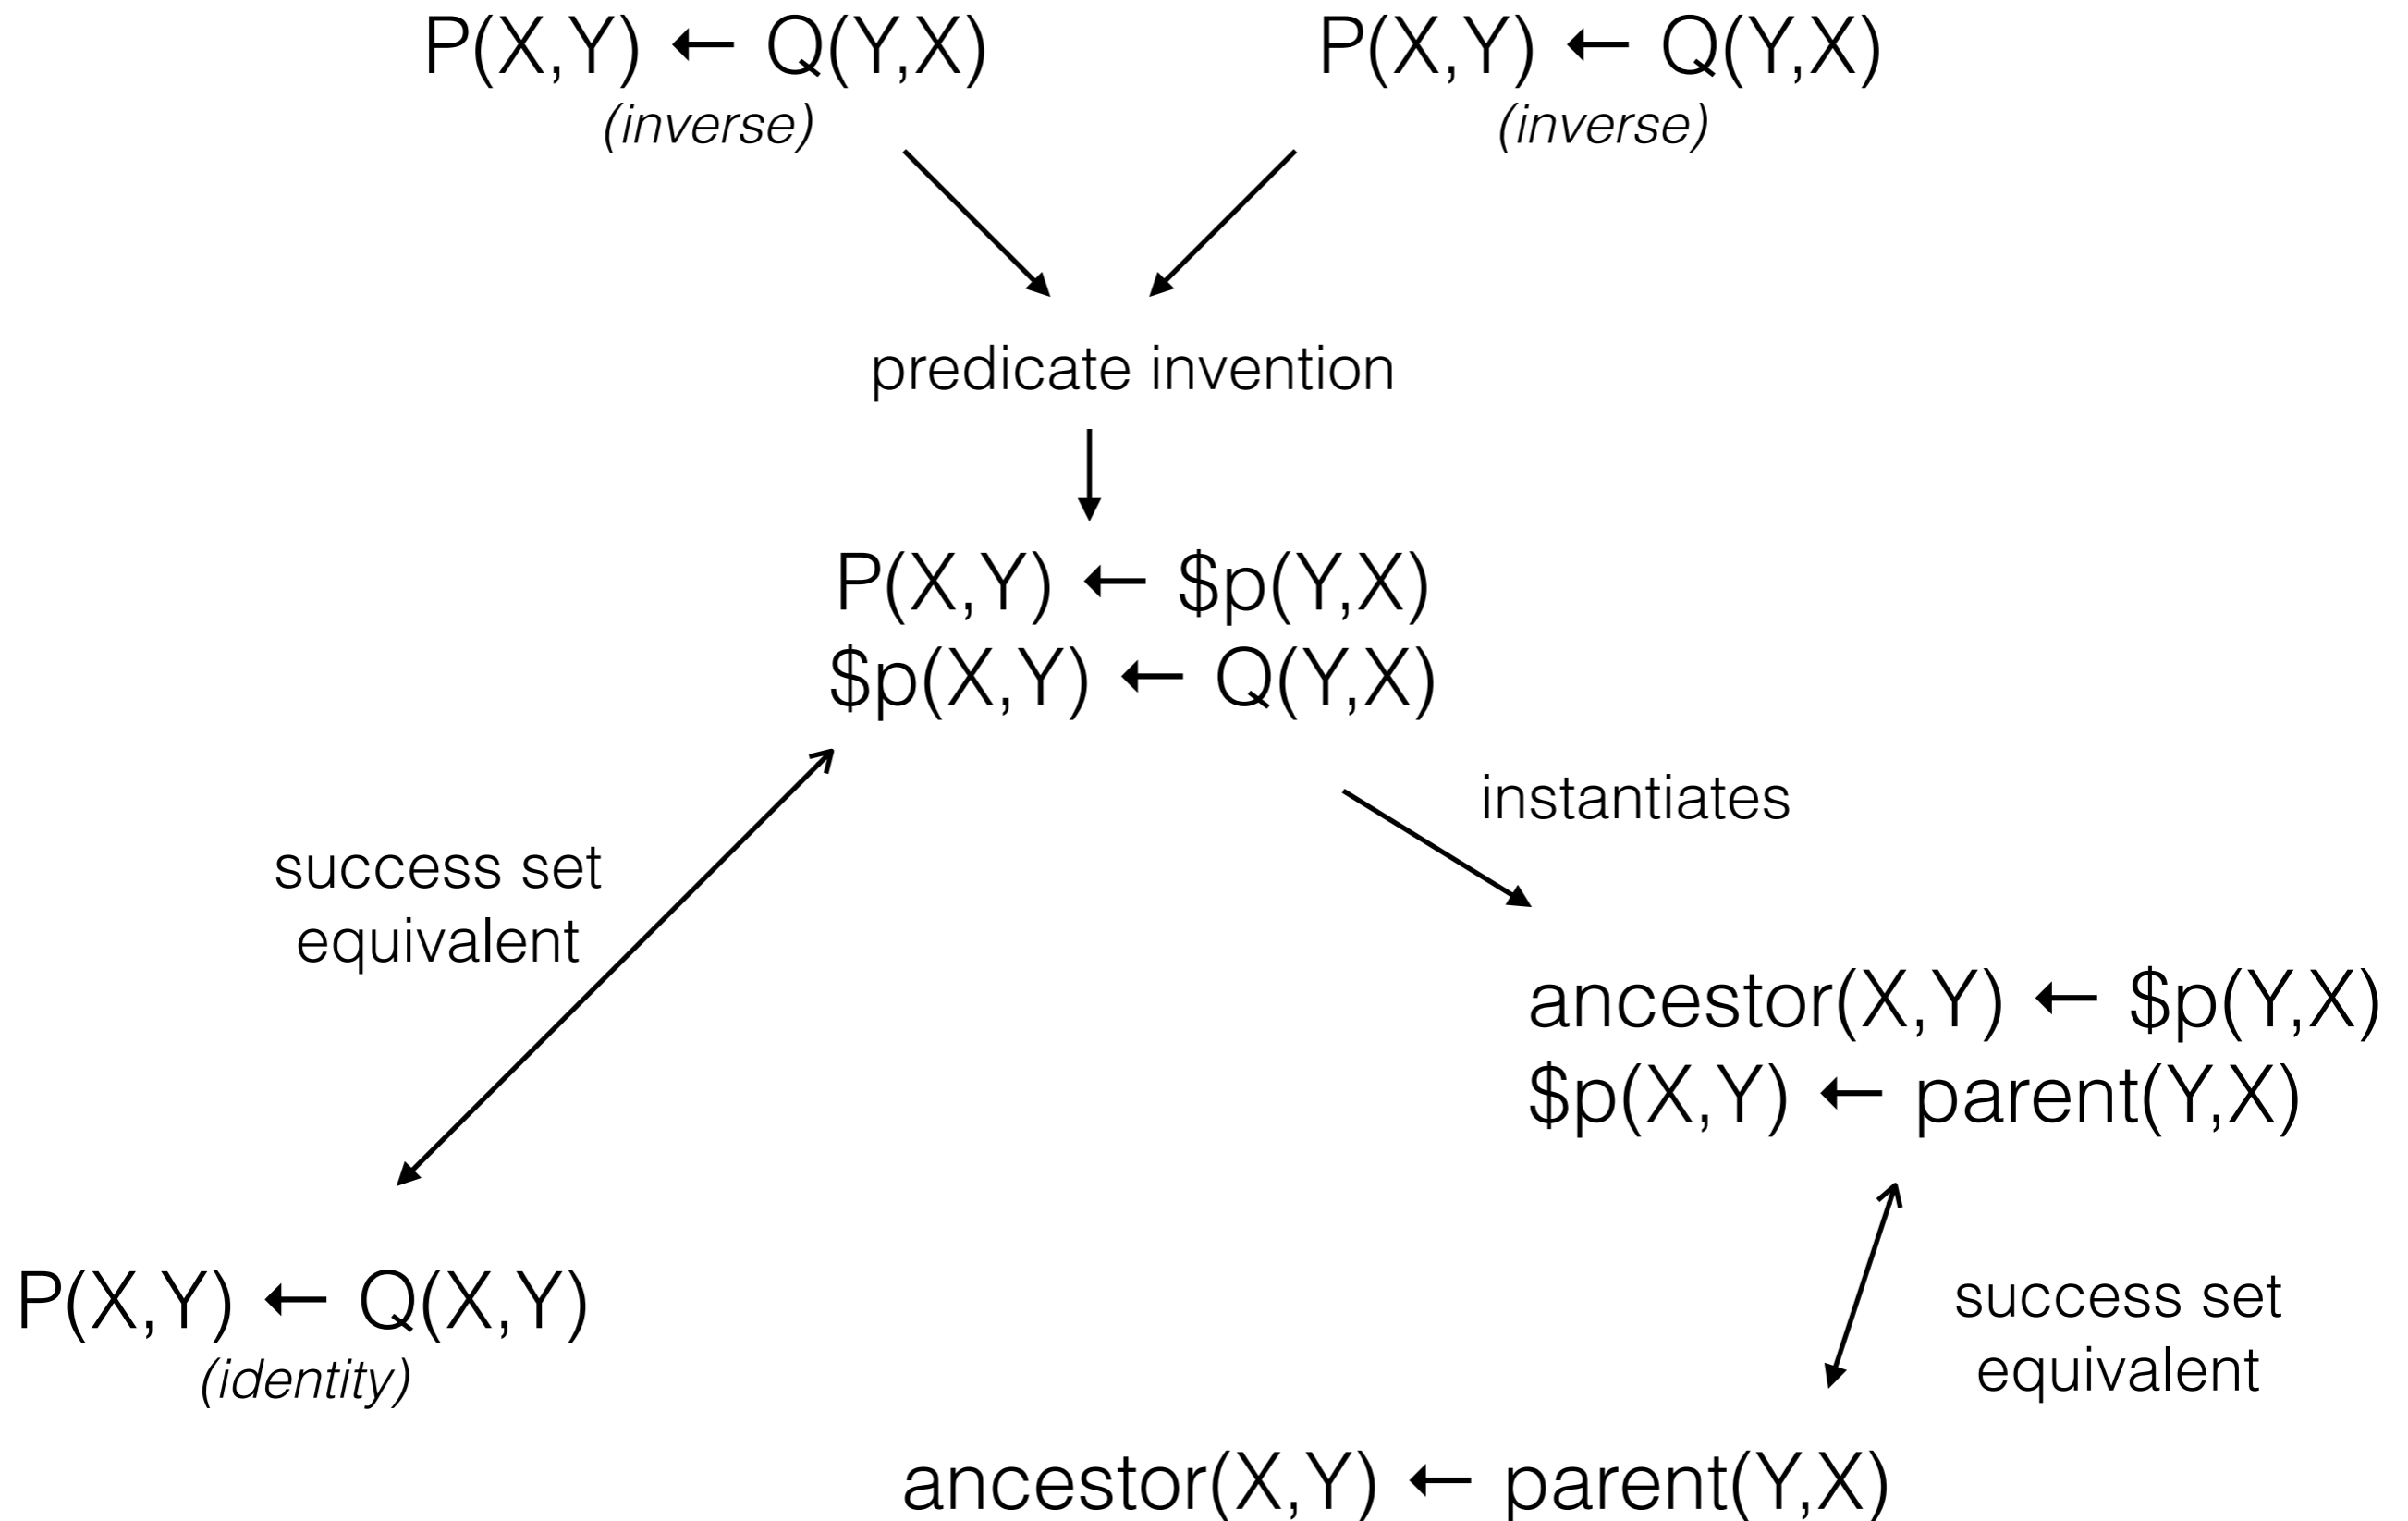 P(X,Y) ← Q(Y,X)
(inverse)
P(X,Y) ← Q(Y,X)
(inverse)
predicate invention
P(X,Y) ← $p(Y,X)
$p(X,Y) ← Q(Y,X)
instantiates
success set
equivalent
ancestor(X,Y) ← $p(Y,X)
$p(X,Y) ← parent(Y,X)
P(X,Y) ← Q(X,Y)
(identity)
success set
equivalent
ancestor(X,Y) ← parent(Y,X)